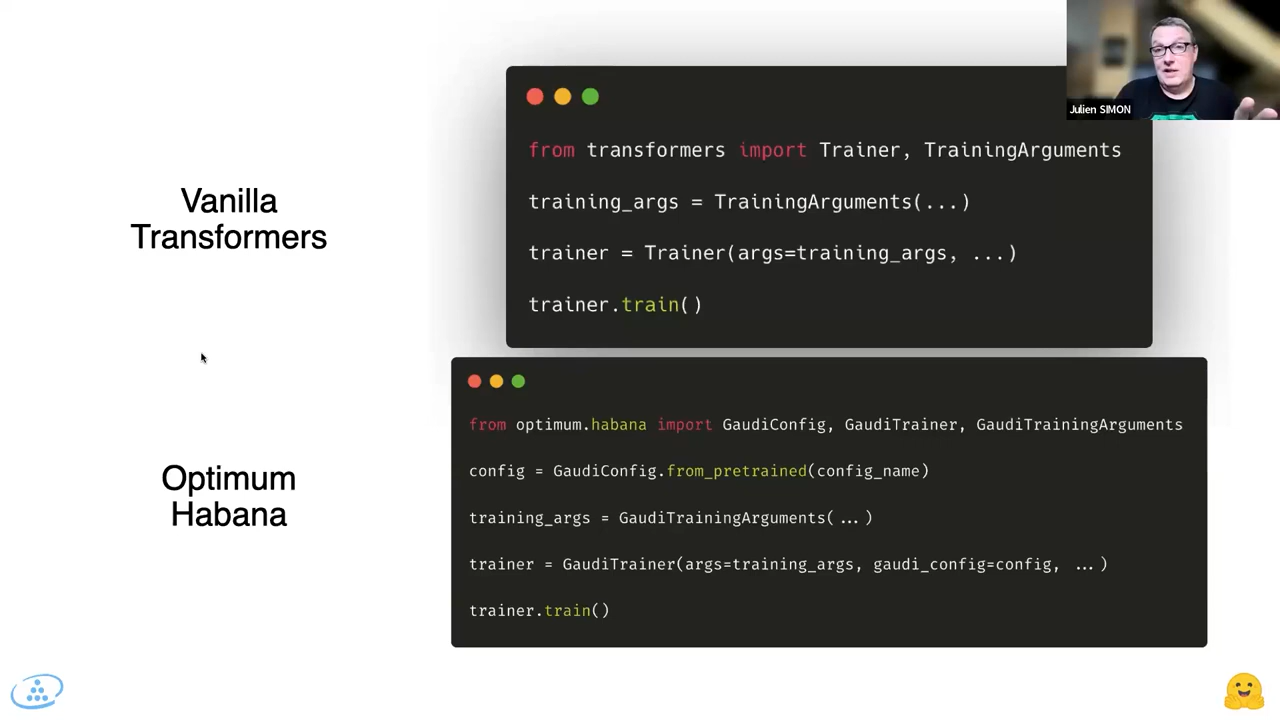 Julien SIMON
Vanilla
Transformers
from transformers import Trainer, TrainingArguments
training_args = TrainingArguments(...)
trainer = Trainer(args=training_args, ...)
trainer.train()
Optimum
Habana
from optimum.habana import GaudiConfig, GaudiTrainer, GaudiTrainingArguments
config = GaudiConfig.from_pretrained(config_name)
training_args = GaudiTrainingArguments(...)
trainer = GaudiTrainer(args=training_args, gaudi_config=config, ...)
trainer.train()